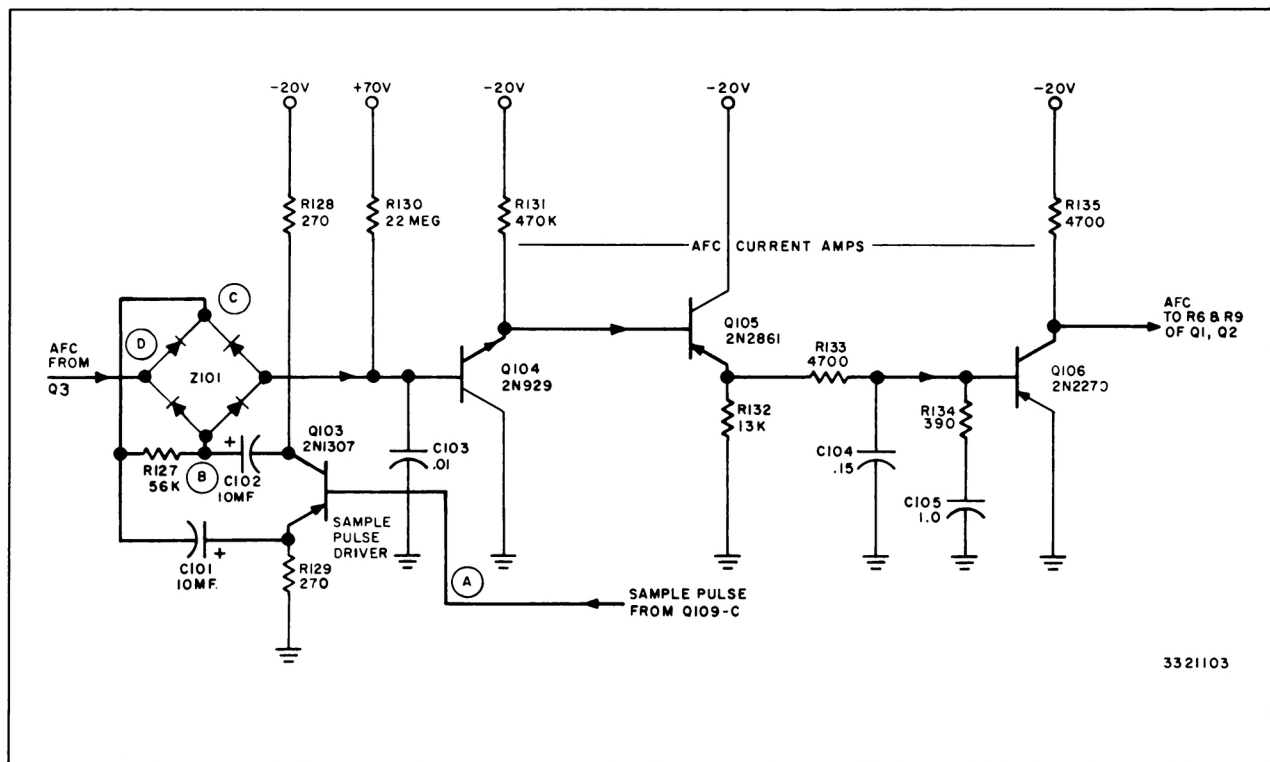 -20V
+70V
-20V
-20V
-20V
R128
270
R130
22 MEG
R131
470K
R135
4700
AFC CURRENT AMPS
C
D
AFC
FROM
Q3
Z101
Q104
2N929
Q105
2N2861
R133
4700
AFC
TO R6 & R9
OF Q1, Q2
Q106
2N2270
R132
13K
R134
390
Q103
2N1307
+
R127
56K
B
C102
10MF
C103
.01
C104
.15
C105
1.0
SAMPLE
PULSE
DRIVER
+
C101
10MF.
R129
270
A
SAMPLE PULSE
FROM Q109-C
3321103